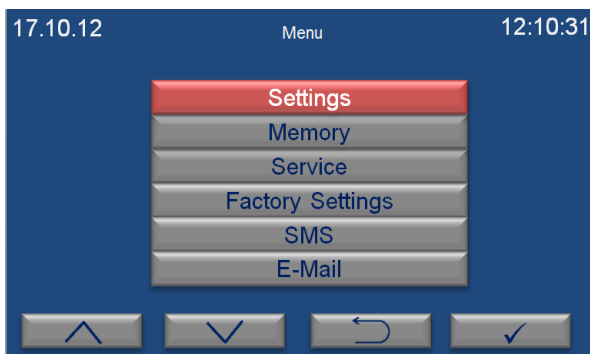 17.10.12 Menu 12:10:31
Settings
Memory
Service
Factory Settings
SMS
E-Mail